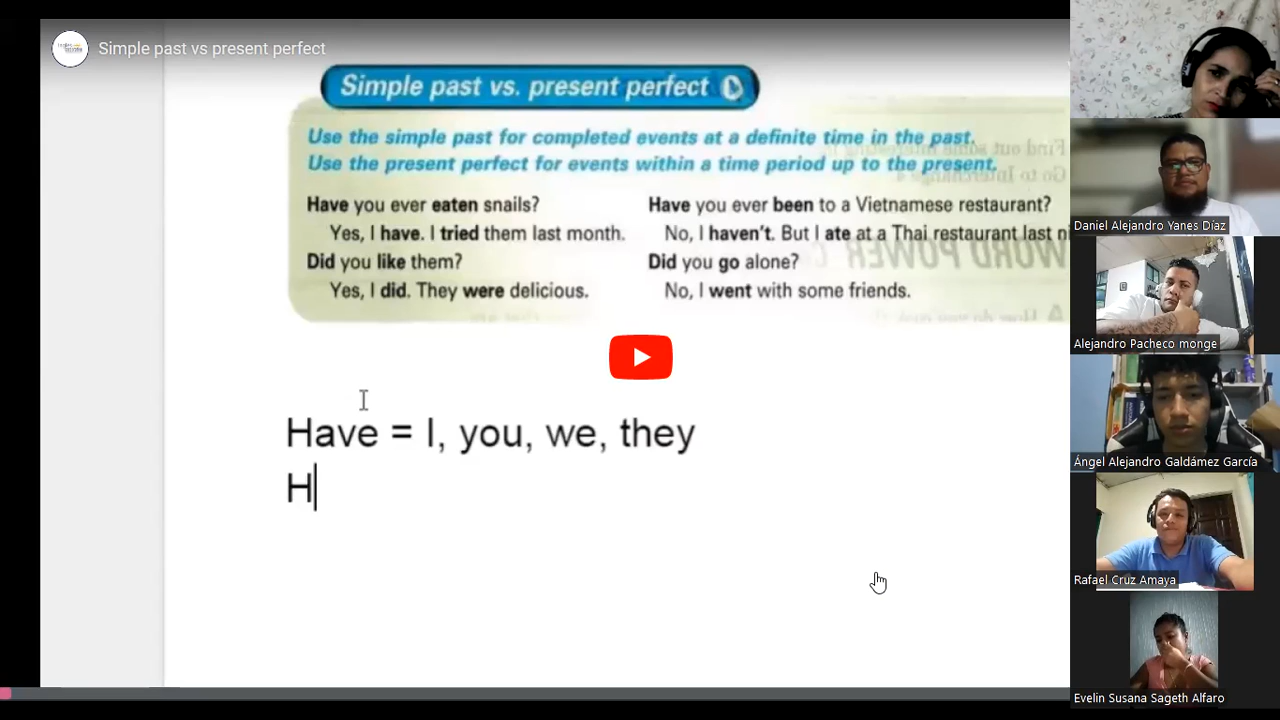 Simple past vs present perfect
Simple past vs. present perfect
Use the simple past for completed events at a definite time in the past.
Use the present perfect for events within a time period up to the present.
Have you ever eaten snails?
Yes, I have. I tried them last month.
Did you like them?
Yes, I did. They were delicious.
Have you ever been to a Vietnamese restaurant?
No, I haven't. But I ate at a Thai restaurant last
Did you go alone?
No, I went with some friends.
Have = I, you, we, they
H
Daniel Alejandro Yanes Díaz
Alejandro Pacheco monge
Ángel Alejandro Galdámez García
Rafael Cruz Amaya
Evelin Susana Sageth Alfaro